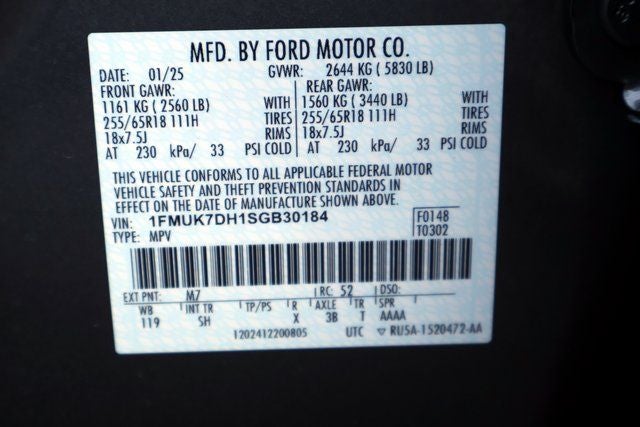 MFD. BY FORD MOTOR CO.
DATE: 01/25 GVWR: 2644 KG ( 5830 LB)
FRONT GAWR: REAR GAWR:
1161 KG ( 2560 LB) WITH 1560 KG ( 3440 LB) WITH
255/65R18 111H TIRES 255/65R18 111H TIRES
18x7.5J RIMS 18x7.5J RIMS
AT 230 kPa/ 33 PSI COLD AT 230 kPa/ 33 PSI COLD
THIS VEHICLE CONFORMS TO ALL APPLICABLE FEDERAL MOTOR
VEHICLE SAFETY AND THEFT PREVENTION STANDARDS IN
EFFECT ON THE DATE OF MANUFACTURE SHOWN ABOVE.
VIN: 1FMUK7DH1SGB30184 F0148
TYPE: MPV T0302
EXT PNT: M7 RC: 52 DSO:
WB INT TR TP/PS R AXLE TR SPR
119 SH X 3B T AAAA
1202412200805 UTC ▽ RU5A-1520472-AA